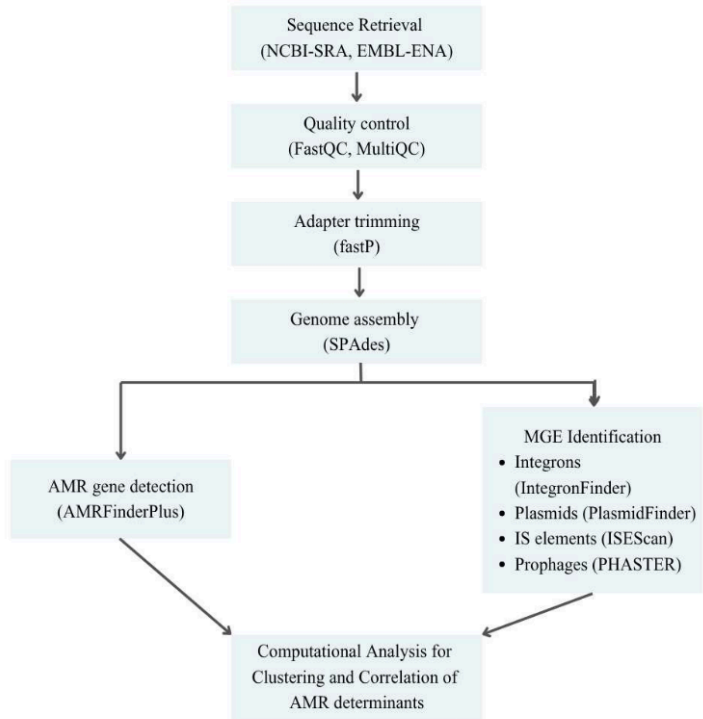 Sequence Retrieval
(NCBI-SRA, EMBL-ENA)
Quality control
(FastQC, MultiQC)
Adapter trimming
(fastP)
Genome assembly
(SPAdes)
AMR gene detection
(AMRFinderPlus)
MGE Identification
• Integrons
(IntegronFinder)
• Plasmids (PlasmidFinder)
• IS elements (ISEScan)
• Prophages (PHASTER)
Computational Analysis for
Clustering and Correlation of
AMR determinants